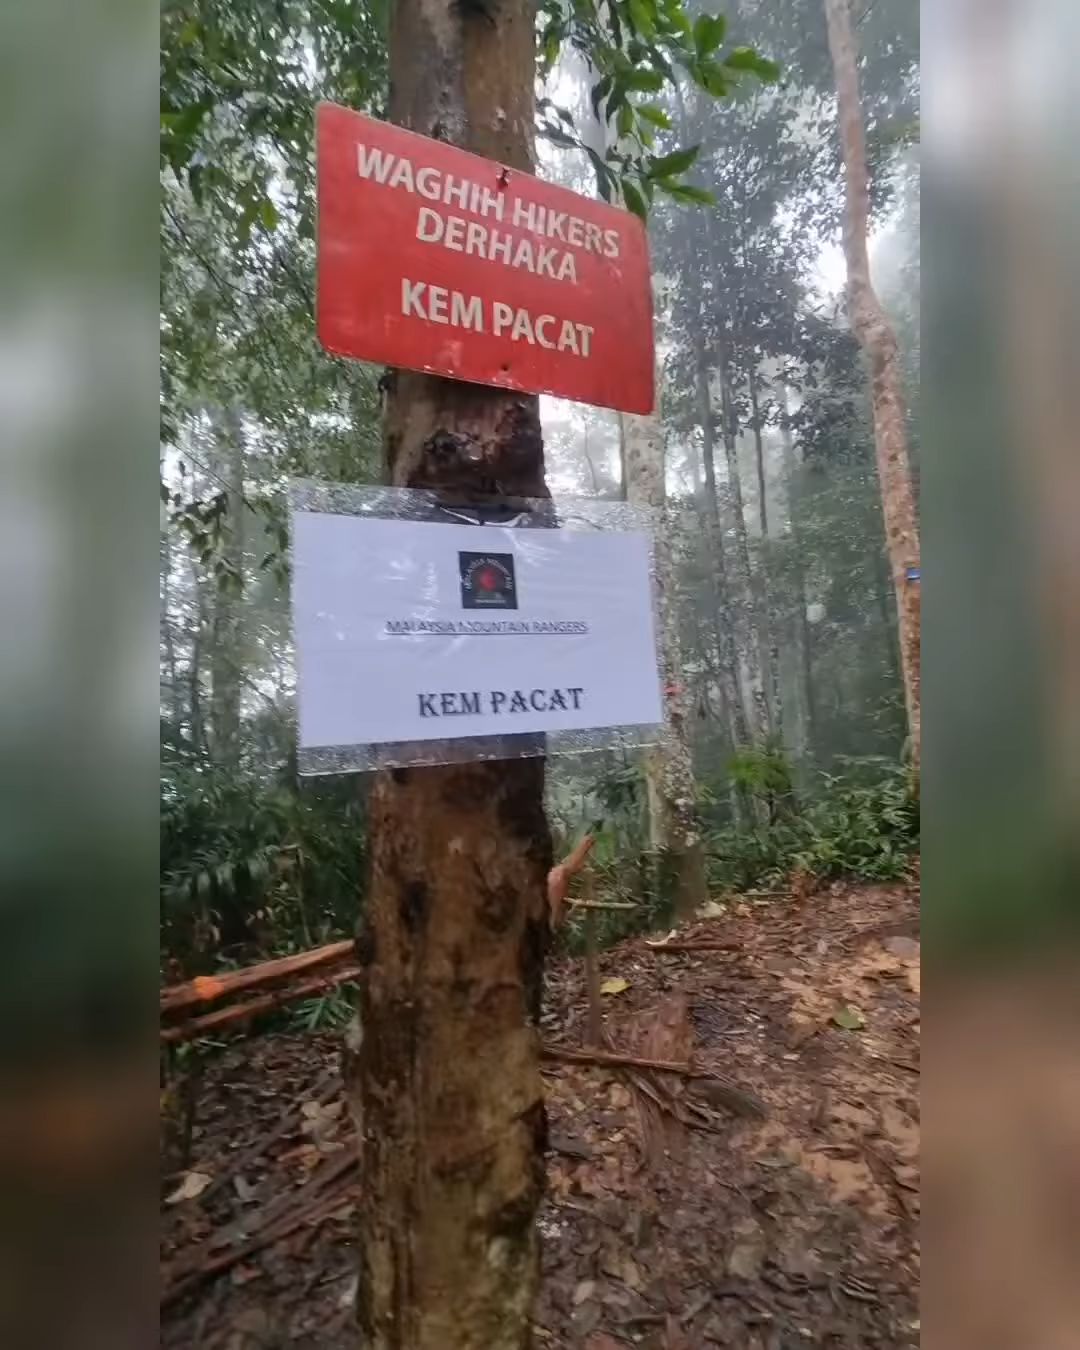 WAGHIH HIKERS
DERHAKA
KEM PACAT
MALAYSIA MOUNTAIN RANGERS
KEM PACAT